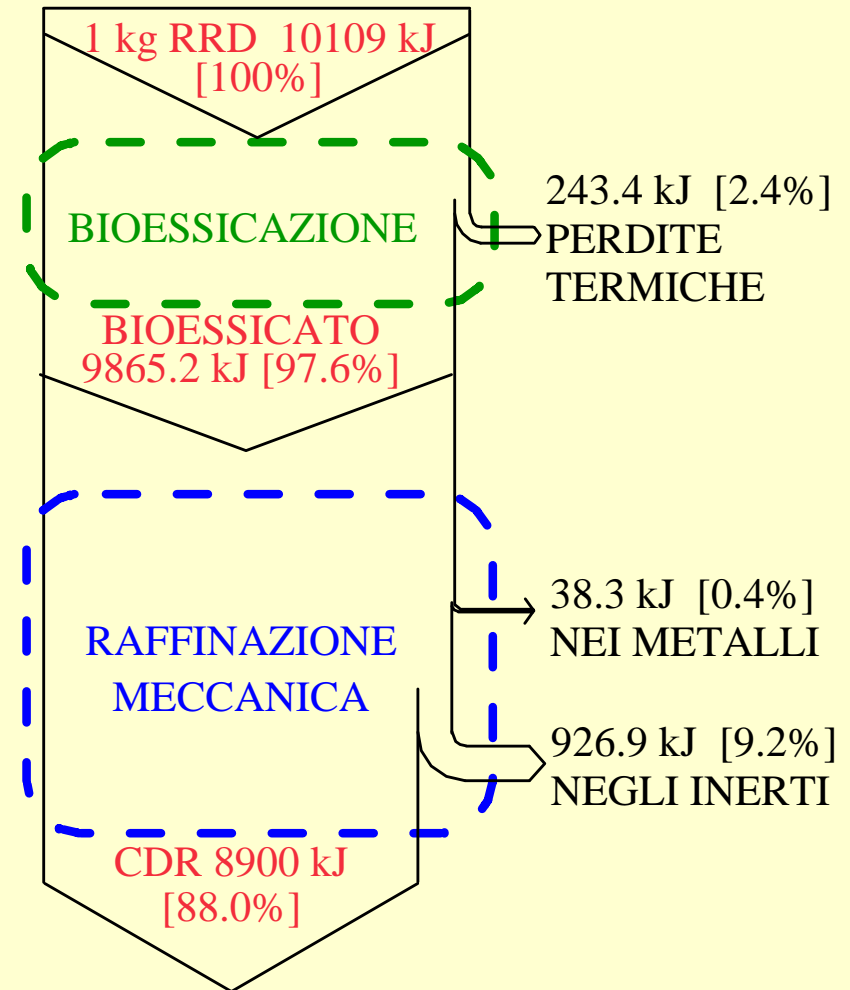 1 kg RRD 10109 kJ
[100%]
BIOESSICAZIONE
243.4 kJ [2.4%]
PERDITE
TERMICHE
BIOESSICATO
9865.2 kJ [97.6%]
RAFFINAZIONE
MECCANICA
38.3 kJ [0.4%]
NEI METALLI
926.9 kJ [9.2%]
NEGLI INERTI
CDR 8900 kJ
[88.0%]